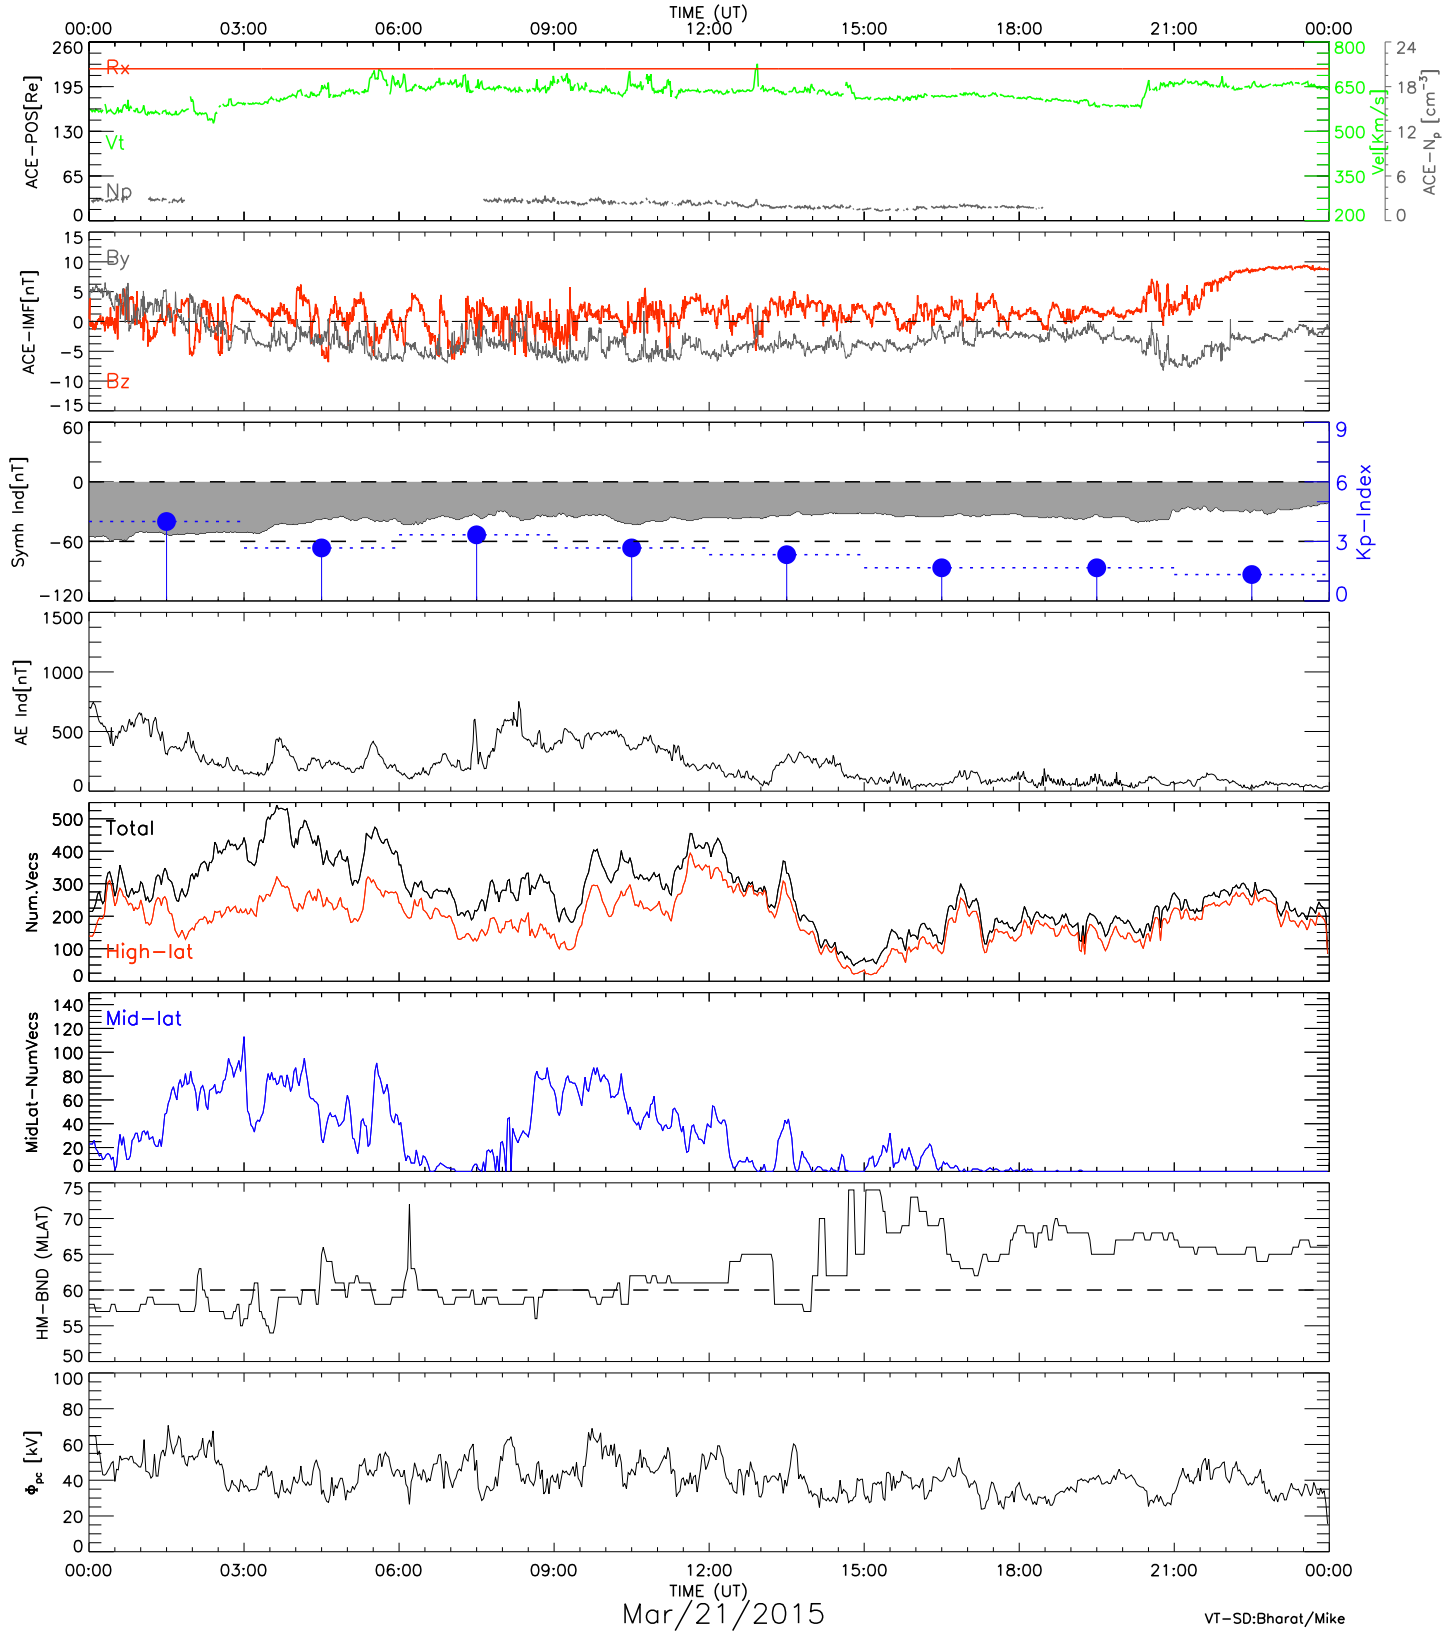 TIME (UT)
00:00 03:00 06:00 09:00 12:00 15:00 18:00 21:00 00:00
ACE-POS[Re]
260
195
130
65
0
Rx
Vt
Np
800
650
500
350
200
Vel[Km/s]
24
18
12
6
0
ACE-Np [cm⁻³]
ACE-IMF[nT]
15
10
5
0
-5
-10
-15
By
Bz
Symh Ind[nT]
60
0
-60
-120
9
6
3
0
Kp-Index
AE Ind[nT]
1500
1000
500
0
Num.Vecs
500
400
300
200
100
0
Total
High-lat
MidLat-NumVecs
140
120
100
80
60
40
20
0
Mid-lat
HM-BND (MLAT)
75
70
65
60
55
50
Φpc [kV]
100
80
60
40
20
0
00:00 03:00 06:00 09:00 12:00 15:00 18:00 21:00 00:00
TIME (UT)
Mar/21/2015
VT-SD:Bharat/Mike